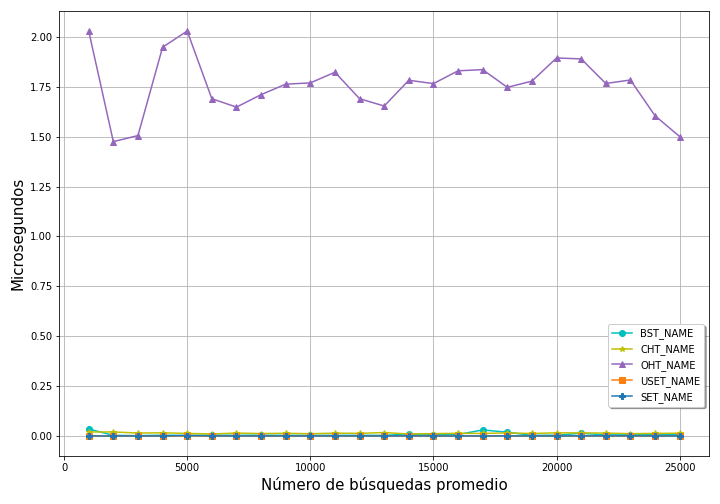 2.00
1.75
1.50
1.25
1.00
0.75
0.50
0.25
0.00
Microsegundos
BST_NAME
CHT_NAME
OHT_NAME
USET_NAME
SET_NAME
0 5000 10000 15000 20000 25000
Número de búsquedas promedio